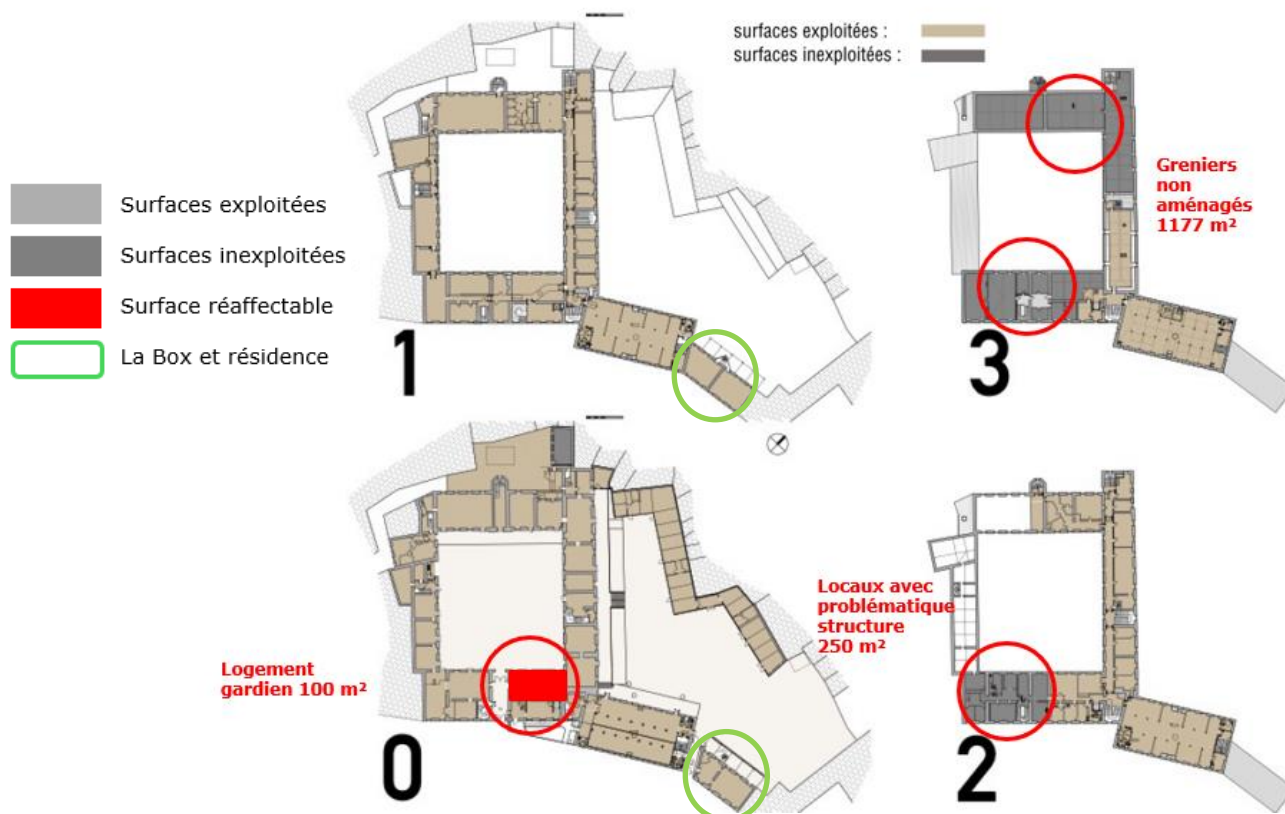 surfaces exploitées :
surfaces inexploitées :
Surfaces exploitées
Surfaces inexploitées
Surface réaffectable
La Box et résidence
1
3
Greniers
non
aménagés
1177 m²
Logement
gardien 100 m²
0
Locaux avec
problématique
structure
250 m²
2